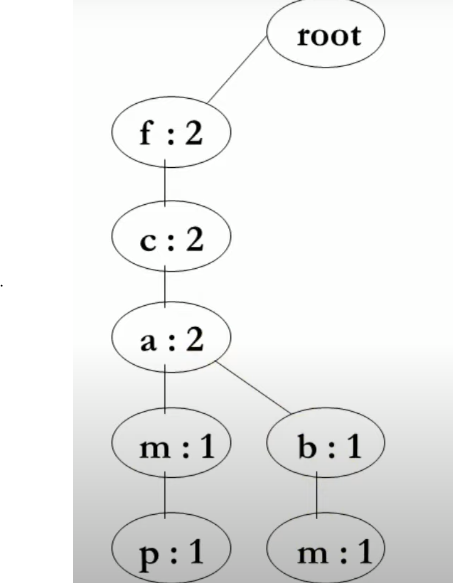 root
f : 2
c : 2
a : 2
m : 1
b : 1
p : 1
m : 1